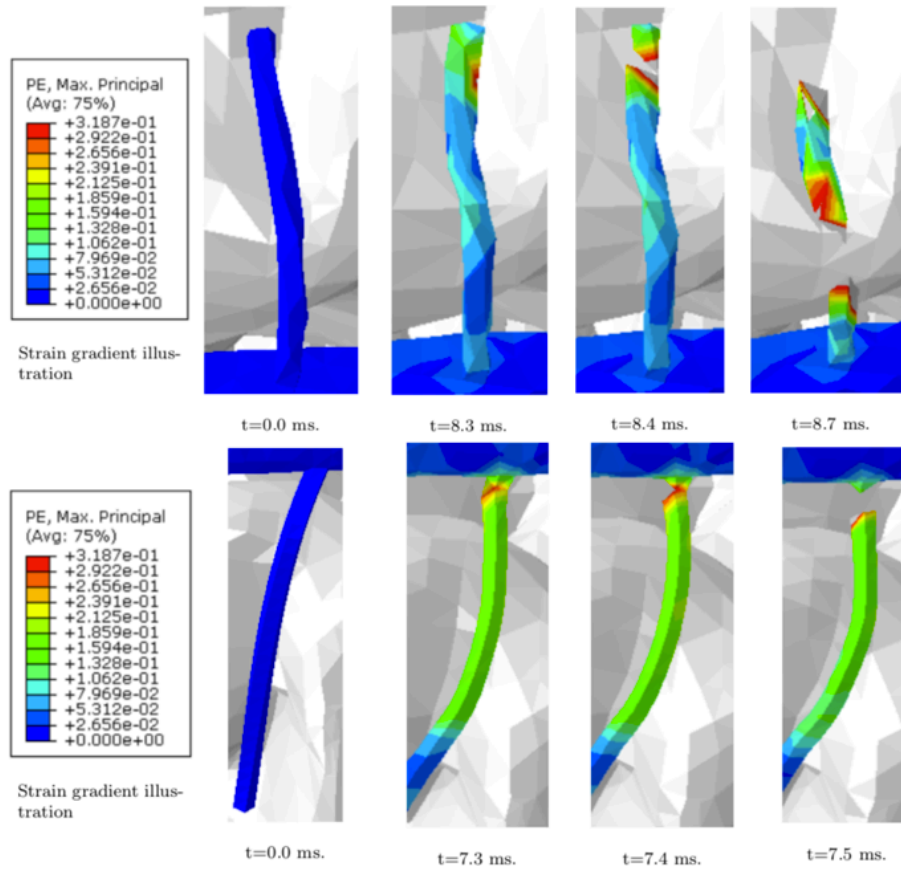 PE, Max. Principal
(Avg: 75%)
+3.187e-01
+2.922e-01
+2.656e-01
+2.391e-01
+2.125e-01
+1.859e-01
+1.594e-01
+1.328e-01
+1.062e-01
+7.969e-02
+5.312e-02
+2.656e-02
+0.000e+00
Strain gradient illus-
tration
t=0.0 ms.
t=8.3 ms.
t=8.4 ms.
t=8.7 ms.
PE, Max. Principal
(Avg: 75%)
+3.187e-01
+2.922e-01
+2.656e-01
+2.391e-01
+2.125e-01
+1.859e-01
+1.594e-01
+1.328e-01
+1.062e-01
+7.969e-02
+5.312e-02
+2.656e-02
+0.000e+00
Strain gradient illus-
tration
t=0.0 ms.
t=7.3 ms.
t=7.4 ms.
t=7.5 ms.